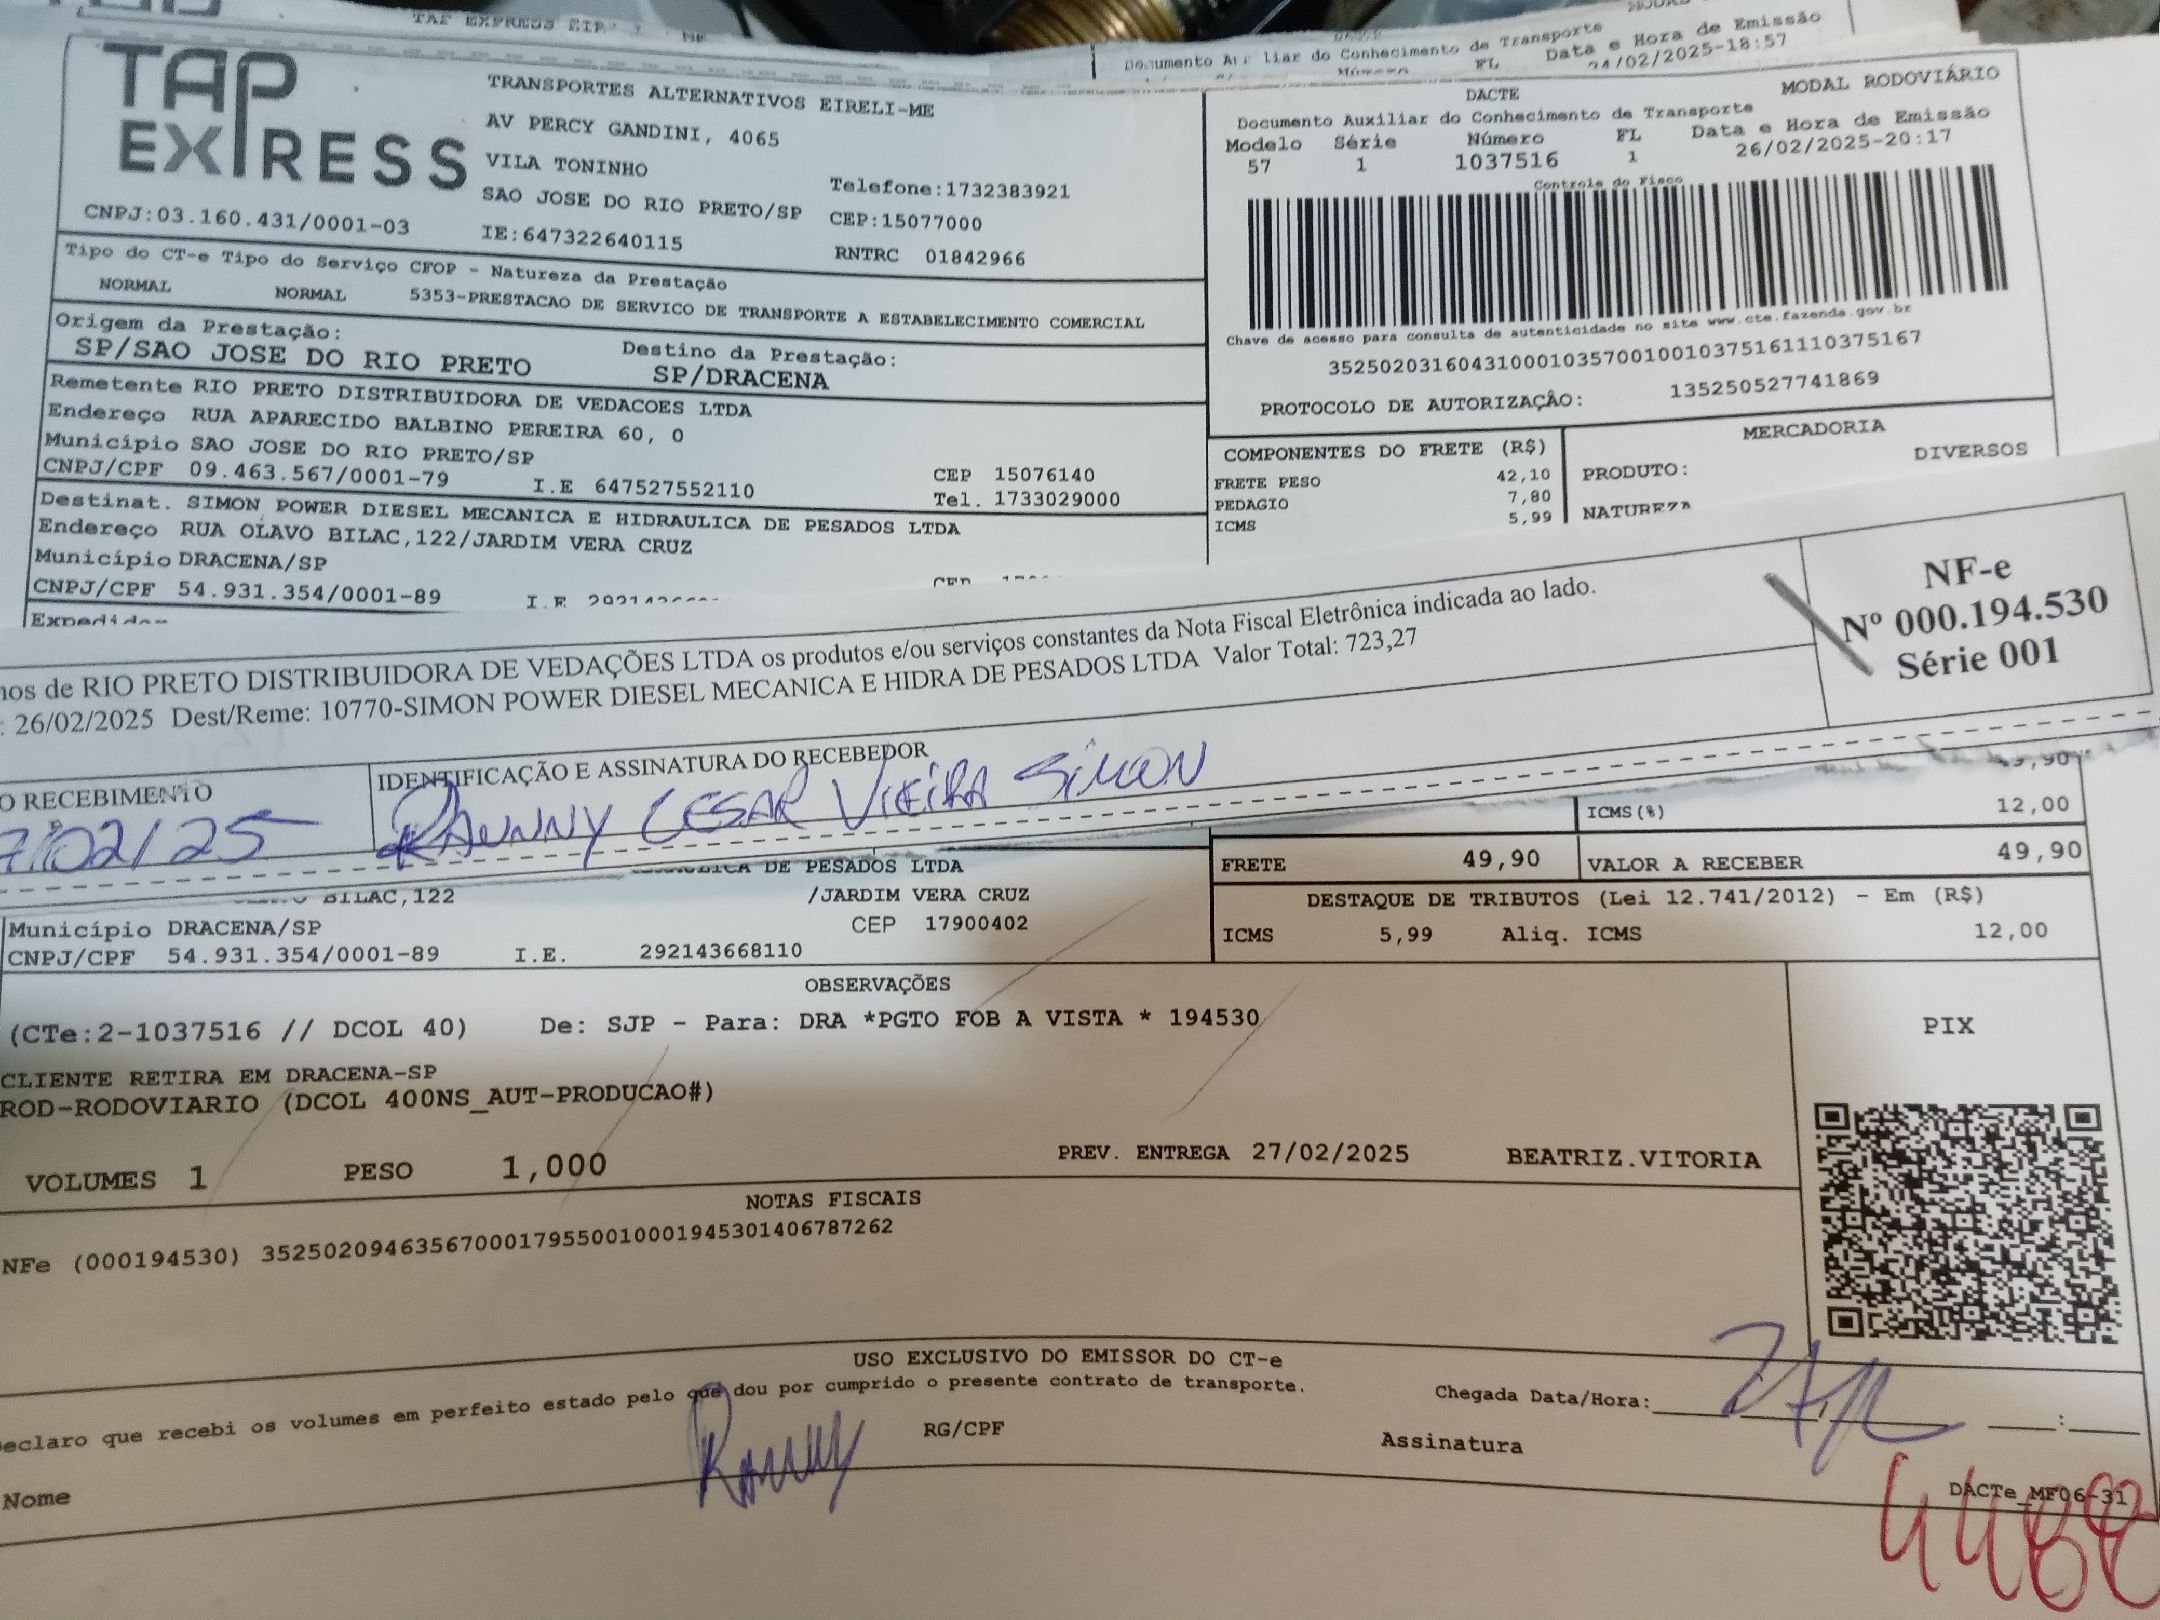 TAP EXPRESS
Documento Auxiliar do Conhecimento de Transporte
Número FL Data e Hora de Emissão
24/02/2025-18:57
TAP EXPRESS
TRANSPORTES ALTERNATIVOS EIRELI-ME
AV PERCY GANDINI, 4065
VILA TONINHO
SAO JOSE DO RIO PRETO/SP
Telefone:1732383921
CEP:15077000
CNPJ:03.160.431/0001-03
IE:647322640115
RNTRC 01842966
DACTE
MODAL RODOVIÁRIO
Documento Auxiliar do Conhecimento de Transporte
Modelo Série Número FL Data e Hora de Emissão
57 1 1037516 1 26/02/2025-20:17
Controle do Fisco
Chave de acesso para consulta de autenticidade no site www.cte.fazenda.gov.br
35250203160431000103570010010375161110375167
PROTOCOLO DE AUTORIZAÇÃO: 135250527741869
Tipo do CT-e Tipo do Serviço CFOP - Natureza da Prestação
NORMAL NORMAL 5353-PRESTACAO DE SERVICO DE TRANSPORTE A ESTABELECIMENTO COMERCIAL
Origem da Prestação:
SP/SAO JOSE DO RIO PRETO
Destino da Prestação:
SP/DRACENA
Remetente RIO PRETO DISTRIBUIDORA DE VEDACOES LTDA
Endereço RUA APARECIDO BALBINO PEREIRA 60, 0
Município SAO JOSE DO RIO PRETO/SP
CEP 15076140
CNPJ/CPF 09.463.567/0001-79 I.E 647527552110 Tel. 1733029000
Destinat. SIMON POWER DIESEL MECANICA E HIDRAULICA DE PESADOS LTDA
Endereço RUA OLAVO BILAC,122/JARDIM VERA CRUZ
Município DRACENA/SP
CNPJ/CPF 54.931.354/0001-89 I.E
COMPONENTES DO FRETE (R$)
FRETE PESO 42,10
PEDAGIO 7,80
ICMS 5,99
MERCADORIA
PRODUTO: DIVERSOS
NATUREZA
RIO PRETO DISTRIBUIDORA DE VEDAÇÕES LTDA os produtos e/ou serviços constantes da Nota Fiscal Eletrônica indicada ao lado.
: 26/02/2025 Dest/Reme: 10770-SIMON POWER DIESEL MECANICA E HIDRA DE PESADOS LTDA Valor Total: 723,27
NF-e
Nº 000.194.530
Série 001
O RECEBIMENTO
7/02/25
IDENTIFICAÇÃO E ASSINATURA DO RECEBEDOR
RAUNNY CESAR VIEIRA SIMON
DE PESADOS LTDA
BILAC,122 /JARDIM VERA CRUZ
Município DRACENA/SP CEP 17900402
CNPJ/CPF 54.931.354/0001-89 I.E. 292143668110
ICMS(%) 12,00
FRETE 49,90 VALOR A RECEBER 49,90
DESTAQUE DE TRIBUTOS (Lei 12.741/2012) - Em (R$)
ICMS 5,99 Aliq. ICMS 12,00
OBSERVAÇÕES
(CTe:2-1037516 // DCOL 40) De: SJP - Para: DRA *PGTO FOB A VISTA * 194530
CLIENTE RETIRA EM DRACENA-SP
ROD-RODOVIARIO (DCOL 400NS_AUT-PRODUCAO#)
VOLUMES 1 PESO 1,000 PREV. ENTREGA 27/02/2025 BEATRIZ.VITORIA
PIX
NOTAS FISCAIS
NFe (000194530) 35250209463567000179550010001945301406787262
USO EXCLUSIVO DO EMISSOR DO CT-e
eclaro que recebi os volumes em perfeito estado pelo que dou por cumprido o presente contrato de transporte.
Chegada Data/Hora: :
Nome RG/CPF Assinatura
DACTe_MF06-31